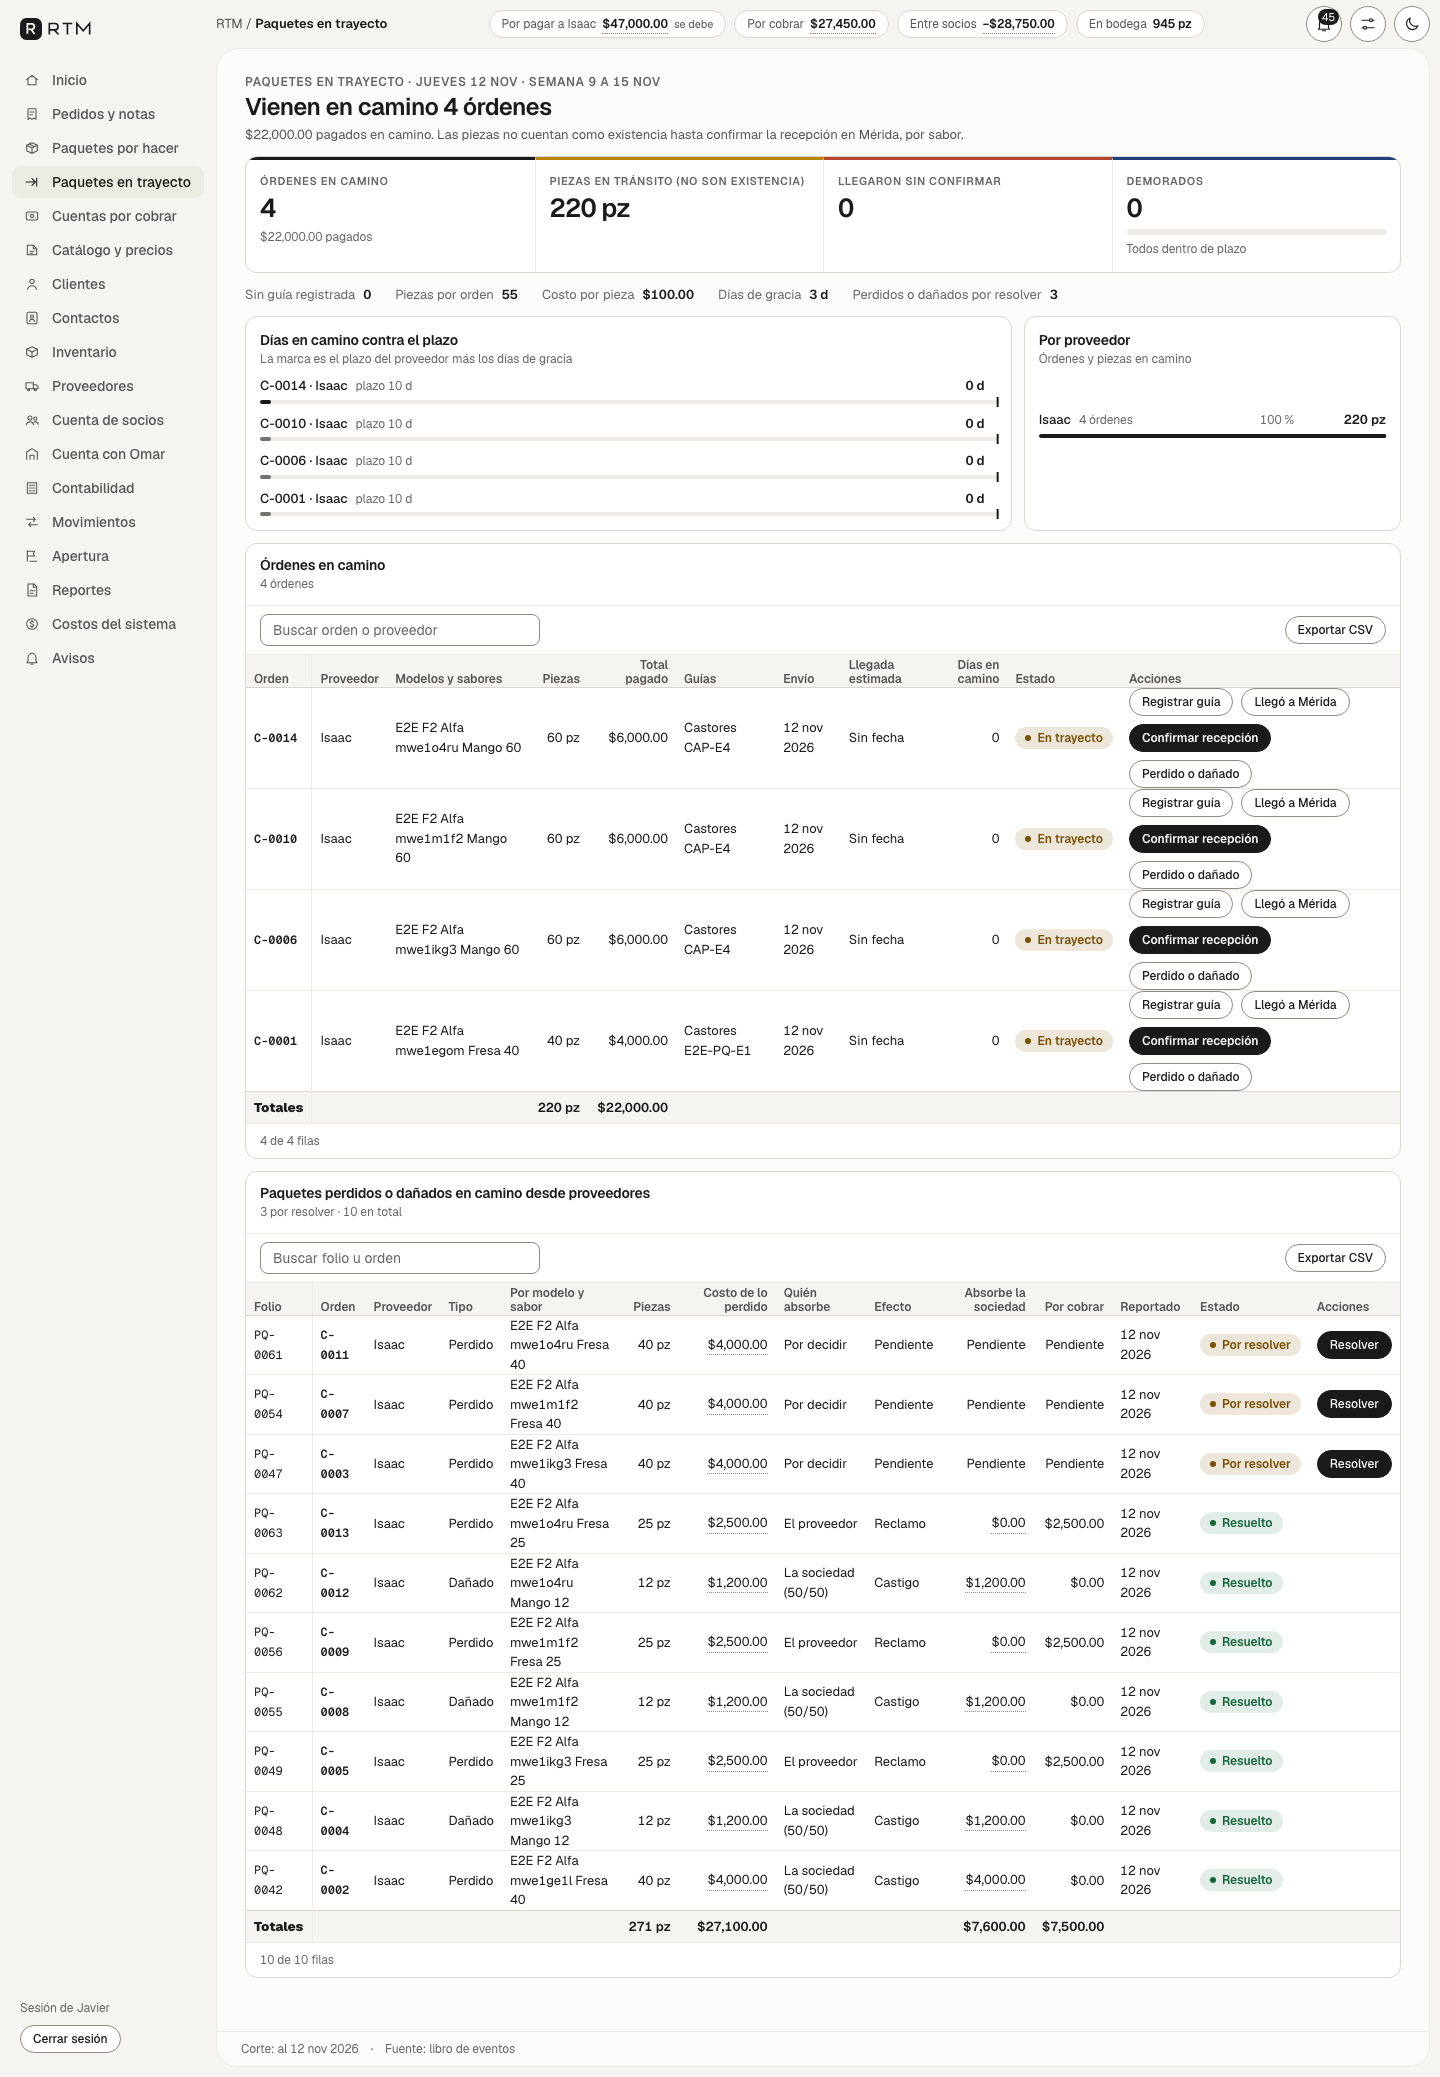 R RTM
RTM / Paquetes en trayecto
Por pagar a Isaac $47,000.00 se debe
Por cobrar $27,450.00
Entre socios −$28,750.00
En bodega 945 pz
45
Inicio
Pedidos y notas
Paquetes por hacer
Paquetes en trayecto
Cuentas por cobrar
Catálogo y precios
Clientes
Contactos
Inventario
Proveedores
Cuenta de socios
Cuenta con Omar
Contabilidad
Movimientos
Apertura
Reportes
Costos del sistema
Avisos
Sesión de Javier
Cerrar sesión
PAQUETES EN TRAYECTO · JUEVES 12 NOV · SEMANA 9 A 15 NOV
Vienen en camino 4 órdenes
$22,000.00 pagados en camino. Las piezas no cuentan como existencia hasta confirmar la recepción en Mérida, por sabor.
ÓRDENES EN CAMINO
4
$22,000.00 pagados
PIEZAS EN TRÁNSITO (NO SON EXISTENCIA)
220 pz
LLEGARON SIN CONFIRMAR
0
DEMORADOS
0
Todos dentro de plazo
Sin guía registrada 0 Piezas por orden 55 Costo por pieza $100.00 Días de gracia 3 d Perdidos o dañados por resolver 3
Días en camino contra el plazo
La marca es el plazo del proveedor más los días de gracia
C-0014 · Isaac plazo 10 d 0 d
C-0010 · Isaac plazo 10 d 0 d
C-0006 · Isaac plazo 10 d 0 d
C-0001 · Isaac plazo 10 d 0 d
Por proveedor
Órdenes y piezas en camino
Isaac 4 órdenes 100 % 220 pz
Órdenes en camino
4 órdenes
Buscar orden o proveedor
Exportar CSV
Orden Proveedor Modelos y sabores Piezas Total pagado Guías Envío Llegada estimada Días en camino Estado Acciones
C-0014 Isaac E2E F2 Alfa mwe1o4ru Mango 60 60 pz $6,000.00 Castores CAP-E4 12 nov 2026 Sin fecha 0 En trayecto Registrar guía Llegó a Mérida Confirmar recepción Perdido o dañado
C-0010 Isaac E2E F2 Alfa mwe1m1f2 Mango 60 60 pz $6,000.00 Castores CAP-E4 12 nov 2026 Sin fecha 0 En trayecto Registrar guía Llegó a Mérida Confirmar recepción Perdido o dañado
C-0006 Isaac E2E F2 Alfa mwe1ikg3 Mango 60 60 pz $6,000.00 Castores CAP-E4 12 nov 2026 Sin fecha 0 En trayecto Registrar guía Llegó a Mérida Confirmar recepción Perdido o dañado
C-0001 Isaac E2E F2 Alfa mwe1egom Fresa 40 40 pz $4,000.00 Castores E2E-PQ-E1 12 nov 2026 Sin fecha 0 En trayecto Registrar guía Llegó a Mérida Confirmar recepción Perdido o dañado
Totales 220 pz $22,000.00
4 de 4 filas
Paquetes perdidos o dañados en camino desde proveedores
3 por resolver · 10 en total
Buscar folio u orden
Exportar CSV
Folio Orden Proveedor Tipo Por modelo y sabor Piezas Costo de lo perdido Quién absorbe Efecto Absorbe la sociedad Por cobrar Reportado Estado Acciones
PQ-0061 C-0011 Isaac Perdido E2E F2 Alfa mwe1o4ru Fresa 40 40 pz $4,000.00 Por decidir Pendiente Pendiente Pendiente 12 nov 2026 Por resolver Resolver
PQ-0054 C-0007 Isaac Perdido E2E F2 Alfa mwe1m1f2 Fresa 40 40 pz $4,000.00 Por decidir Pendiente Pendiente Pendiente 12 nov 2026 Por resolver Resolver
PQ-0047 C-0003 Isaac Perdido E2E F2 Alfa mwe1ikg3 Fresa 40 40 pz $4,000.00 Por decidir Pendiente Pendiente Pendiente 12 nov 2026 Por resolver Resolver
PQ-0063 C-0013 Isaac Perdido E2E F2 Alfa mwe1o4ru Fresa 25 25 pz $2,500.00 El proveedor Reclamo $0.00 $2,500.00 12 nov 2026 Resuelto
PQ-0062 C-0012 Isaac Dañado E2E F2 Alfa mwe1o4ru Mango 12 12 pz $1,200.00 La sociedad (50/50) Castigo $1,200.00 $0.00 12 nov 2026 Resuelto
PQ-0056 C-0009 Isaac Perdido E2E F2 Alfa mwe1m1f2 Fresa 25 25 pz $2,500.00 El proveedor Reclamo $0.00 $2,500.00 12 nov 2026 Resuelto
PQ-0055 C-0008 Isaac Dañado E2E F2 Alfa mwe1m1f2 Mango 12 12 pz $1,200.00 La sociedad (50/50) Castigo $1,200.00 $0.00 12 nov 2026 Resuelto
PQ-0049 C-0005 Isaac Perdido E2E F2 Alfa mwe1ikg3 Fresa 25 25 pz $2,500.00 El proveedor Reclamo $0.00 $2,500.00 12 nov 2026 Resuelto
PQ-0048 C-0004 Isaac Dañado E2E F2 Alfa mwe1ikg3 Mango 12 12 pz $1,200.00 La sociedad (50/50) Castigo $1,200.00 $0.00 12 nov 2026 Resuelto
PQ-0042 C-0002 Isaac Perdido E2E F2 Alfa mwe1ge1l Fresa 40 40 pz $4,000.00 La sociedad (50/50) Castigo $4,000.00 $0.00 12 nov 2026 Resuelto
Totales 271 pz $27,100.00 $7,600.00 $7,500.00
10 de 10 filas
Corte: al 12 nov 2026 · Fuente: libro de eventos